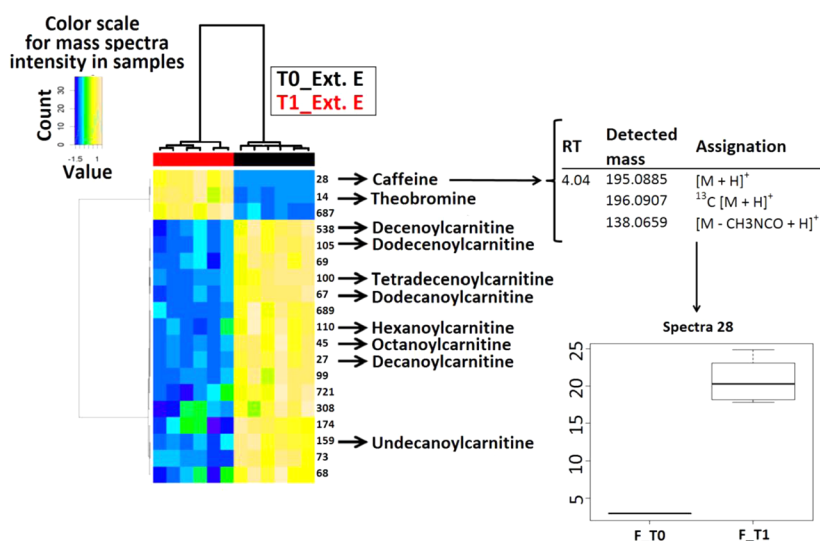 Color scale
for mass spectra
intensity in samples
Count
0 10 20 30
-1.5 1
Value
T0_Ext. E
T1_Ext. E
28 Caffeine
14 Theobromine
687
538 Decenoylcarnitine
105 Dodecenoylcarnitine
69
100 Tetradecenoylcarnitine
67 Dodecanoylcarnitine
689
110 Hexanoylcarnitine
45 Octanoylcarnitine
27 Decanoylcarnitine
99
721
308
174
159 Undecanoylcarnitine
73
68
RT Detected mass Assignation
4.04 195.0885 [M + H]⁺
196.0907 ¹³C [M + H]⁺
138.0659 [M - CH3NCO + H]⁺
Spectra 28
25
20
15
10
5
F_T0 F_T1